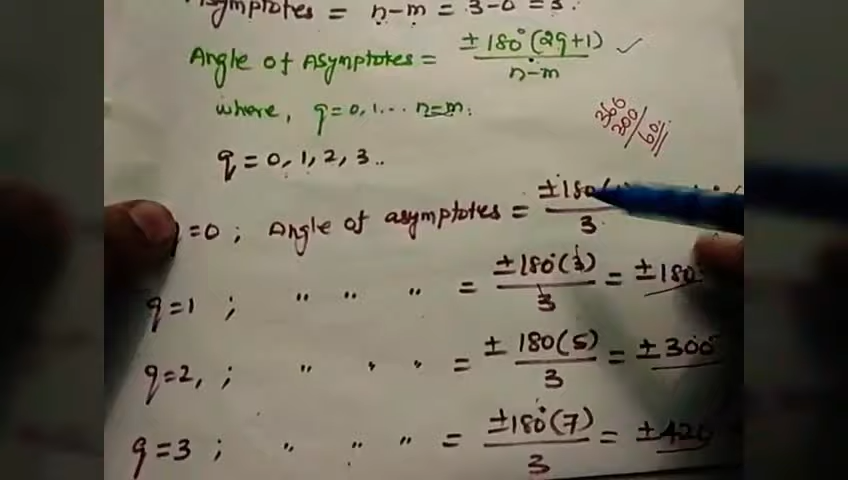 Asymptotes = n-m = 3-0 = 3.
Angle of Asymptotes = ±180°(2q+1) / n-m ✓
where, q=0,1... n=m.
360
200
60
q = 0, 1, 2, 3..
q=0 ; Angle of asymptotes = ±180( / 3
q=1 ; " " " = ±180°(3) / 3 = ±180°
q=2, ; " " " = ± 180(5) / 3 = ±300°
q=3 ; " " " = ±180°(7) / 3 = ±420